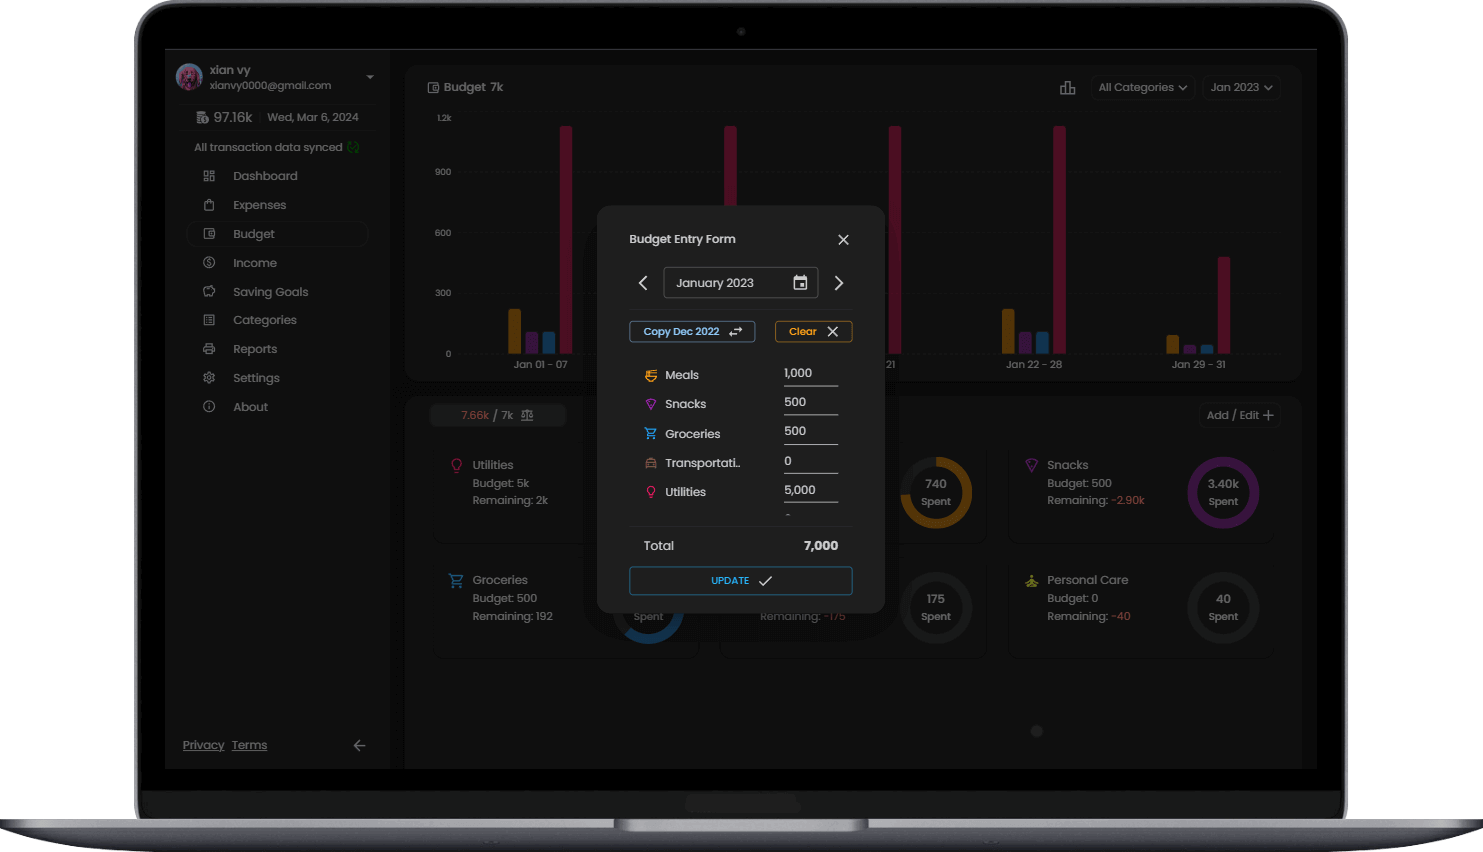 xian vy
xianvy0000@gmail.com
97.16k Wed, Mar 6, 2024
All transaction data synced
Dashboard
Expenses
Budget
Income
Saving Goals
Categories
Reports
Settings
About
Privacy Terms
Budget 7k
All Categories
Jan 2023
1.2k
900
600
300
0
Jan 01 - 07
21
Jan 22 - 28
Jan 29 - 31
7.66k / 7k
Add / Edit
Utilities
Budget: 5k
Remaining: 2k
740
Spent
Snacks
Budget: 500
Remaining: -2.90k
3.40k
Spent
Groceries
Budget: 500
Remaining: 192
Spent
Remaining: -175
175
Spent
Personal Care
Budget: 0
Remaining: -40
40
Spent
Budget Entry Form
January 2023
Copy Dec 2022
Clear
Meals 1,000
Snacks 500
Groceries 500
Transportati.. 0
Utilities 5,000
Total 7,000
UPDATE